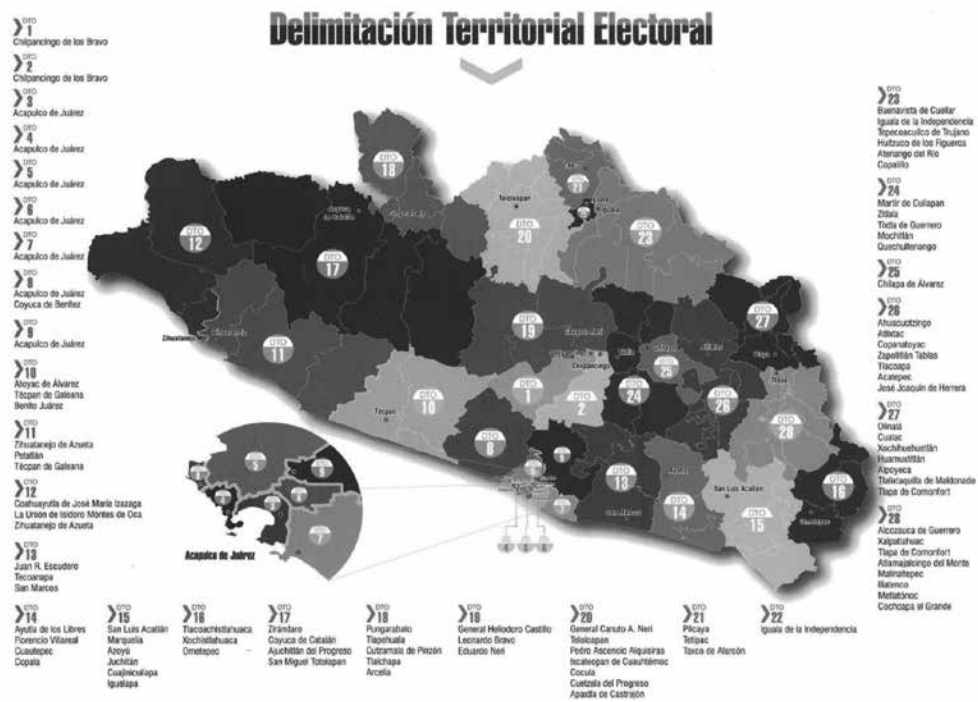 Delimitación Territorial Electoral
DTO
1
Chilpancingo de los Bravo
DTO
2
Chilpancingo de los Bravo
DTO
3
Acapulco de Juárez
DTO
4
Acapulco de Juárez
DTO
5
Acapulco de Juárez
DTO
6
Acapulco de Juárez
DTO
7
Acapulco de Juárez
DTO
8
Acapulco de Juárez
Coyuca de Benítez
DTO
9
Acapulco de Juárez
DTO
10
Atoyac de Álvarez
Técpan de Galeana
Benito Juárez
DTO
11
Zihuatanejo de Azueta
Petatlán
Técpan de Galeana
DTO
12
Coahuayutla de José María Izazaga
La Unión de Isidoro Montes de Oca
Zihuatanejo de Azueta
DTO
13
Juan R. Escudero
Tecoanapa
San Marcos
DTO
14
Ayutla de los Libres
Florencio Villareal
Cuautepec
Copala
DTO
15
San Luis Acatlán
Marquelia
Azoyú
Juchitán
Cuajinicuilapa
Igualapa
DTO
16
Tlacoachistlahuaca
Xochistlahuaca
Ometepec
DTO
17
Zirándaro
Coyuca de Catalán
Ajuchitlán del Progreso
San Miguel Totolapan
DTO
18
Pungarabato
Tlapehuala
Cutzamala de Pinzón
Tlalchapa
Arcelia
DTO
19
General Heliodoro Castillo
Leonardo Bravo
Eduardo Neri
DTO
20
General Canuto A. Neri
Teloloapan
Pedro Ascencio Alquisiras
Ixcateopan de Cuauhtémoc
Cocula
Cuetzala del Progreso
Apaxtla de Castrejón
DTO
21
Pilcaya
Tetipac
Taxco de Alarcón
DTO
22
Iguala de la Independencia
DTO
23
Buenavista de Cuellar
Iguala de la Independencia
Tepecoacuilco de Trujano
Huitzuco de los Figueroa
Atenango del Río
Copalillo
DTO
24
Martir de Cuilapan
Zitlala
Tixtla de Guerrero
Mochitlán
Quechultenango
DTO
25
Chilapa de Álvarez
DTO
26
Ahuacuotzingo
Atlixtac
Copanatoyac
Zapotitlán Tablas
Tlacoapa
Acatepec
José Joaquin de Herrera
DTO
27
Olinalá
Cualac
Xochihuehuetlán
Huamuxtitlán
Alpoyeca
Tlalixtaquilla de Maldonado
Tlapa de Comonfort
DTO
28
Alcozauca de Guerrero
Xalpatlahuac
Tlapa de Comonfort
Atlamajalcingo del Monte
Malinaltepec
Iliatenco
Metlatónoc
Cochoapa el Grande
DTO
18
DTO
12
DTO
17
Teloloapan
DTO
20
DTO
21
DTO
23
DTO
27
DTO
19
Zihuatanejo
DTO
11
Chilpancingo
DTO
25
Técpan
DTO
10
DTO
1
DTO
2
DTO
24
DTO
26
DTO
28
DTO
8
DTO
13
DTO
14
San Luis Acatlán
DTO
15
DTO
16
Acapulco de Juárez
5
7